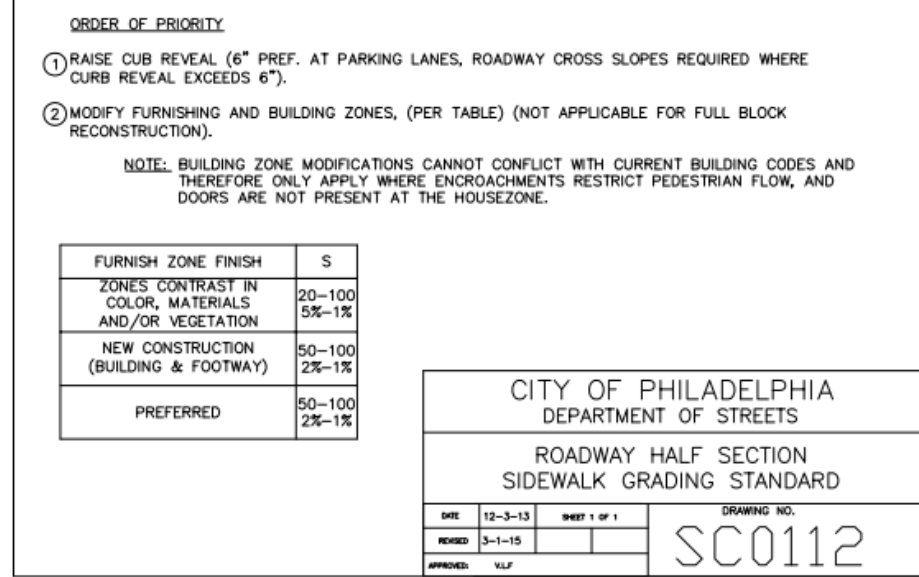 ORDER OF PRIORITY
1 RAISE CUB REVEAL (6" PREF. AT PARKING LANES, ROADWAY CROSS SLOPES REQUIRED WHERE
CURB REVEAL EXCEEDS 6").
2 MODIFY FURNISHING AND BUILDING ZONES, (PER TABLE) (NOT APPLICABLE FOR FULL BLOCK
RECONSTRUCTION).
NOTE: BUILDING ZONE MODIFICATIONS CANNOT CONFLICT WITH CURRENT BUILDING CODES AND
THEREFORE ONLY APPLY WHERE ENCROACHMENTS RESTRICT PEDESTRIAN FLOW, AND
DOORS ARE NOT PRESENT AT THE HOUSEZONE.
FURNISH ZONE FINISH S
ZONES CONTRAST IN
COLOR, MATERIALS
AND/OR VEGETATION
20-100
5%-1%
NEW CONSTRUCTION
(BUILDING & FOOTWAY)
50-100
2%-1%
PREFERRED
50-100
2%-1%
CITY OF PHILADELPHIA
DEPARTMENT OF STREETS
ROADWAY HALF SECTION
SIDEWALK GRADING STANDARD
DATE 12-3-13 SHEET 1 OF 1
REVISED 3-1-15
APPROVED: V.L.F
DRAWING NO.
SC0112